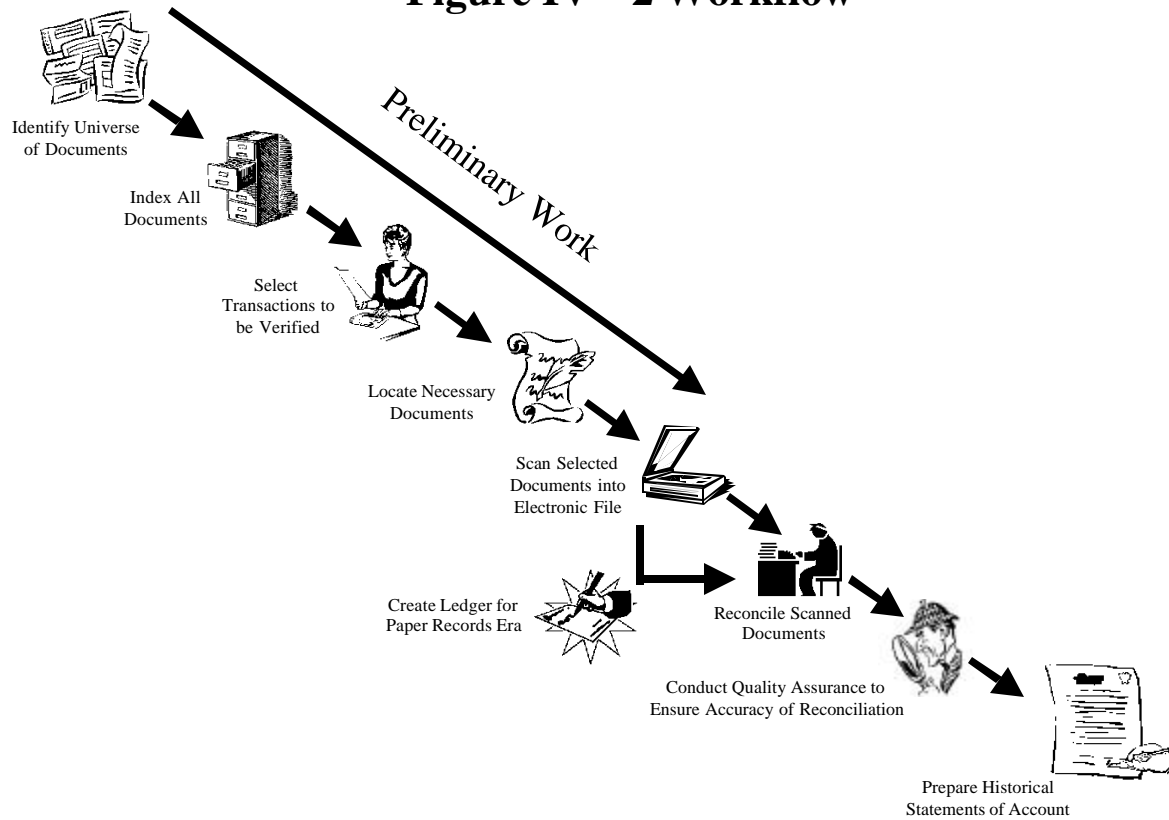 Figure IV – 2 Workflow
Preliminary Work
Identify Universe
of Documents
Index All
Documents
Select
Transactions to
be Verified
Locate Necessary
Documents
Scan Selected
Documents into
Electronic File
Create Ledger for
Paper Records Era
Reconcile Scanned
Documents
Conduct Quality Assurance to
Ensure Accuracy of Reconciliation
Prepare Historical
Statements of Account